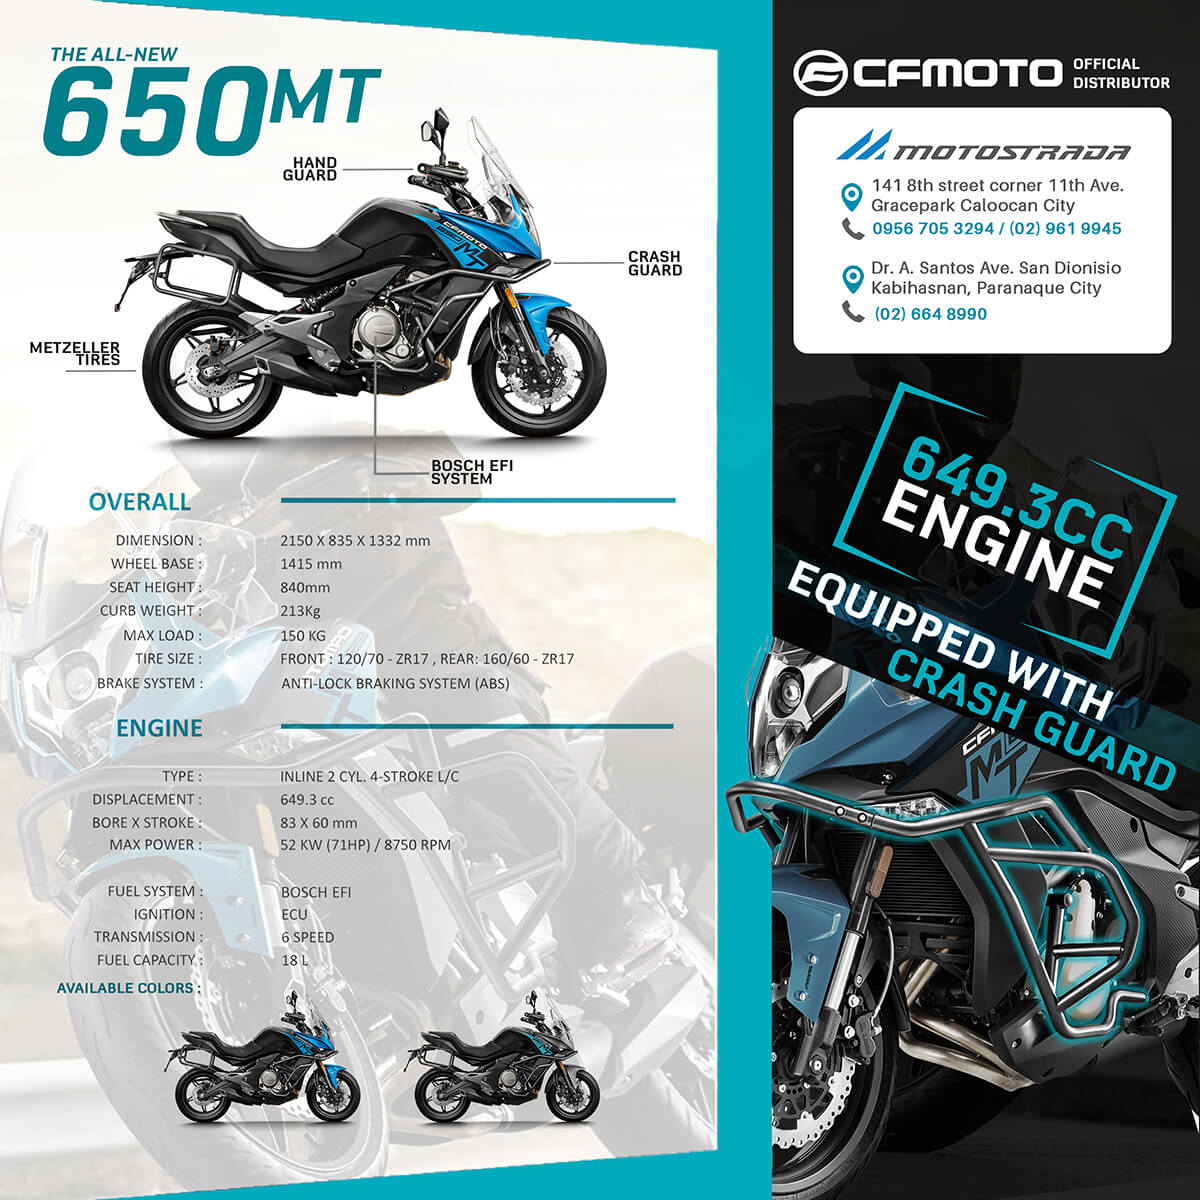 THE ALL-NEW
650MT
HAND
GUARD
CRASH
GUARD
METZELLER
TIRES
BOSCH EFI
SYSTEM
CFMOTO
MT
OVERALL
DIMENSION : 2150 X 835 X 1332 mm
WHEEL BASE : 1415 mm
SEAT HEIGHT : 840mm
CURB WEIGHT : 213Kg
MAX LOAD : 150 KG
TIRE SIZE : FRONT : 120/70 - ZR17 , REAR: 160/60 - ZR17
BRAKE SYSTEM : ANTI-LOCK BRAKING SYSTEM (ABS)
ENGINE
TYPE : INLINE 2 CYL. 4-STROKE L/C
DISPLACEMENT : 649.3 cc
BORE X STROKE : 83 X 60 mm
MAX POWER : 52 KW (71HP) / 8750 RPM
FUEL SYSTEM : BOSCH EFI
IGNITION : ECU
TRANSMISSION : 6 SPEED
FUEL CAPACITY : 18 L
AVAILABLE COLORS :
CFMOTO OFFICIAL
DISTRIBUTOR
MOTOSTRADA
141 8th street corner 11th Ave.
Gracepark Caloocan City
0956 705 3294 / (02) 961 9945
Dr. A. Santos Ave. San Dionisio
Kabihasnan, Paranaque City
(02) 664 8990
649.3CC
ENGINE
EQUIPPED WITH
CRASH GUARD
MT